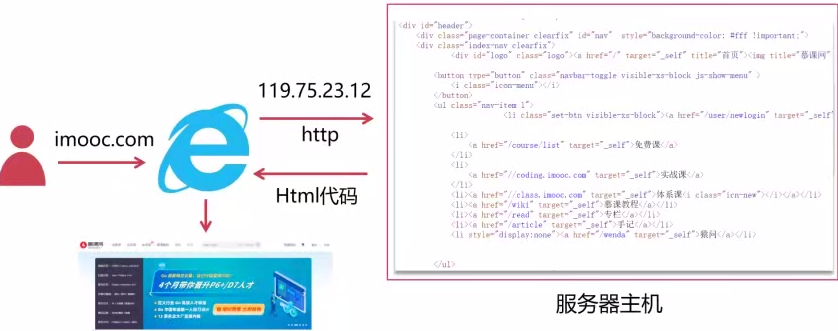 imooc.com
119.75.23.12
http
Html代码
<div id="header">
<div class="page-container clearfix" id="nav"  style="background-color: #fff !important;">
<div class="index-nav clearfix">
<div id="logo" class="logo"><a href="/" target="_self" title="首页"><img title="慕课网"
<button type="button" class="navbar-toggle visible-xs-block js-show-menu" >
<i class="icon-menu"></i>
</button>
<ul class="nav-item l">
<li class="set-btn visible-xs-block"><a href="/user/newlogin" target="_self"
<li>
<a href="/course/list" target="_self">免费课</a>
</li>
<li>
<a href="//coding.imooc.com" target="_self">实战课</a>
</li>
<li><a href="//class.imooc.com" target="_self">体系课<i class="icn-new"></i></a></li>
<li><a href="/wiki" target="_self">慕课教程</a></li>
<li><a href="/read" target="_self">专栏</a></li>
<li><a href="/article" target="_self">手记</a></li>
<li style="display:none"><a href="/wenda" target="_self">猿问</a></li>
</ul>
服务器主机
慕课网
4个月带你晋升P6+/D7人才